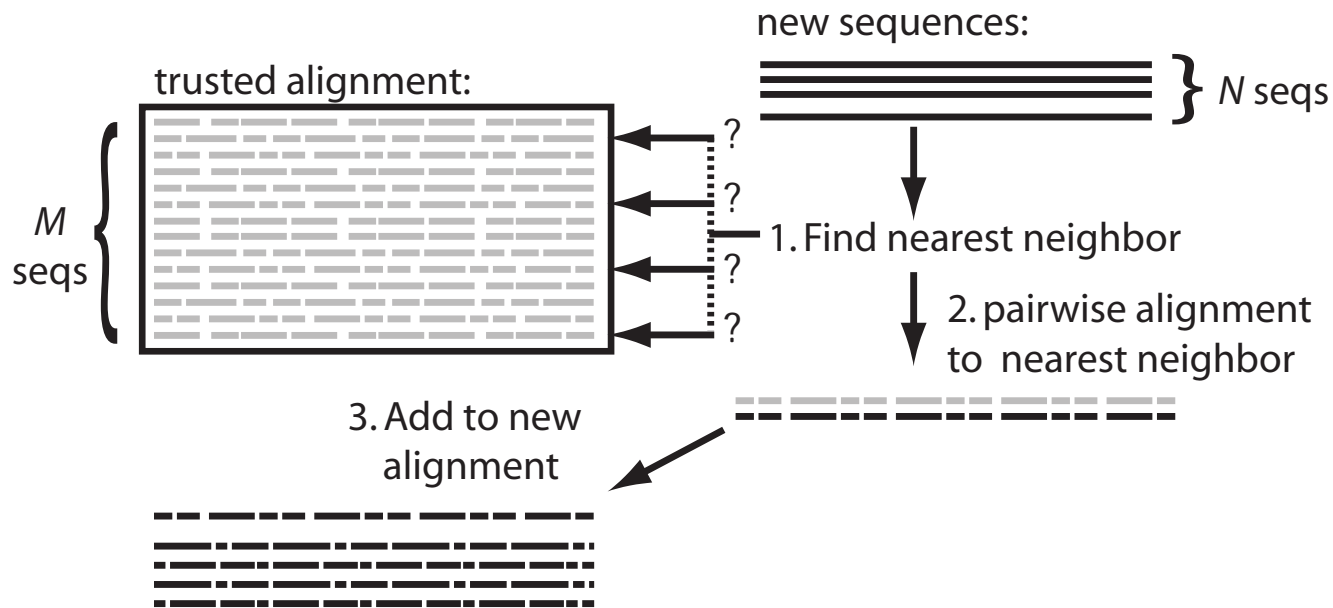 new sequences:
trusted alignment:
N seqs
?
M
seqs
?
1. Find nearest neighbor
?
2. pairwise alignment
to nearest neighbor
?
3. Add to new
alignment